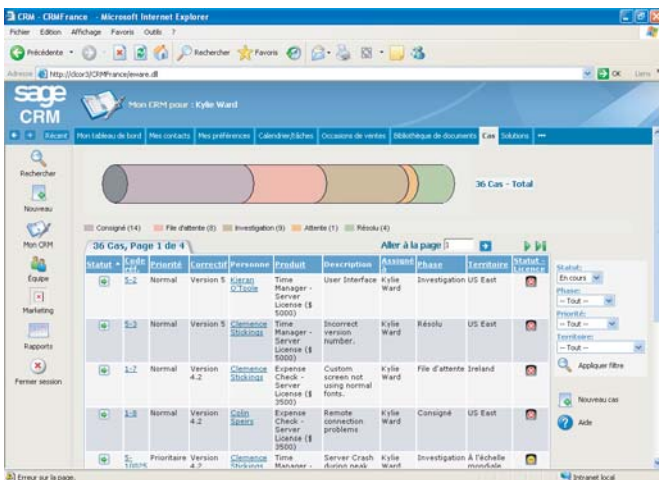 CRM - CRMFrance - Microsoft Internet Explorer
Fichier Edition Affichage Favoris Outils ?
Précédente Rechercher Favoris
Adresse http://dcor3/CRMFrance/eware.dll OK Liens
sage CRM
Mon CRM pour : Kylie Ward
Récent Mon tableau de bord Mes contacts Mes préférences Calendrier/tâches Occasions de ventes Bibliothèque de documents Cas Solutions
Rechercher
Nouveau
Mon CRM
Équipe
Marketing
Rapports
Fermer session
36 Cas - Total
Consigné (14) File d'attente (8) Investigation (9) Attente (1) Résolu (4)
36 Cas, Page 1 de 4 Aller à la page
Statut Code réf. Priorité Correctif Personne Produit Description Assigné à Phase Territoire Statut - Licence
5-2 Normal Version 5 Kieran O'Toole Time Manager - Server License ($ 5000) User Interface Kylie Ward Investigation US East
5-3 Normal Version 5 Clemence Stickings Time Manager - Server License ($ 5000) Incorrect version number. Kylie Ward Résolu US East
1-7 Normal Version 4.2 Clemence Stickings Expense Check - Server License ($ 3500) Custom screen not using normal fonts. Kylie Ward File d'attente Ireland
1-8 Normal Version 4.2 Colin Speirs Expense Check - Server License ($ 3500) Remote connection problems Kylie Ward Consigné US East
5-10025 Prioritaire Version 4.2 Clemence Stickings Time Manager - Server Crash during peak Kylie Ward Investigation À l'échelle mondiale
Statut:
En cours
Phase:
-- Tout --
Priorité:
-- Tout --
Territoire:
-- Tout --
Appliquer filtre
Nouveau cas
Aide
Erreur sur la page. Intranet local